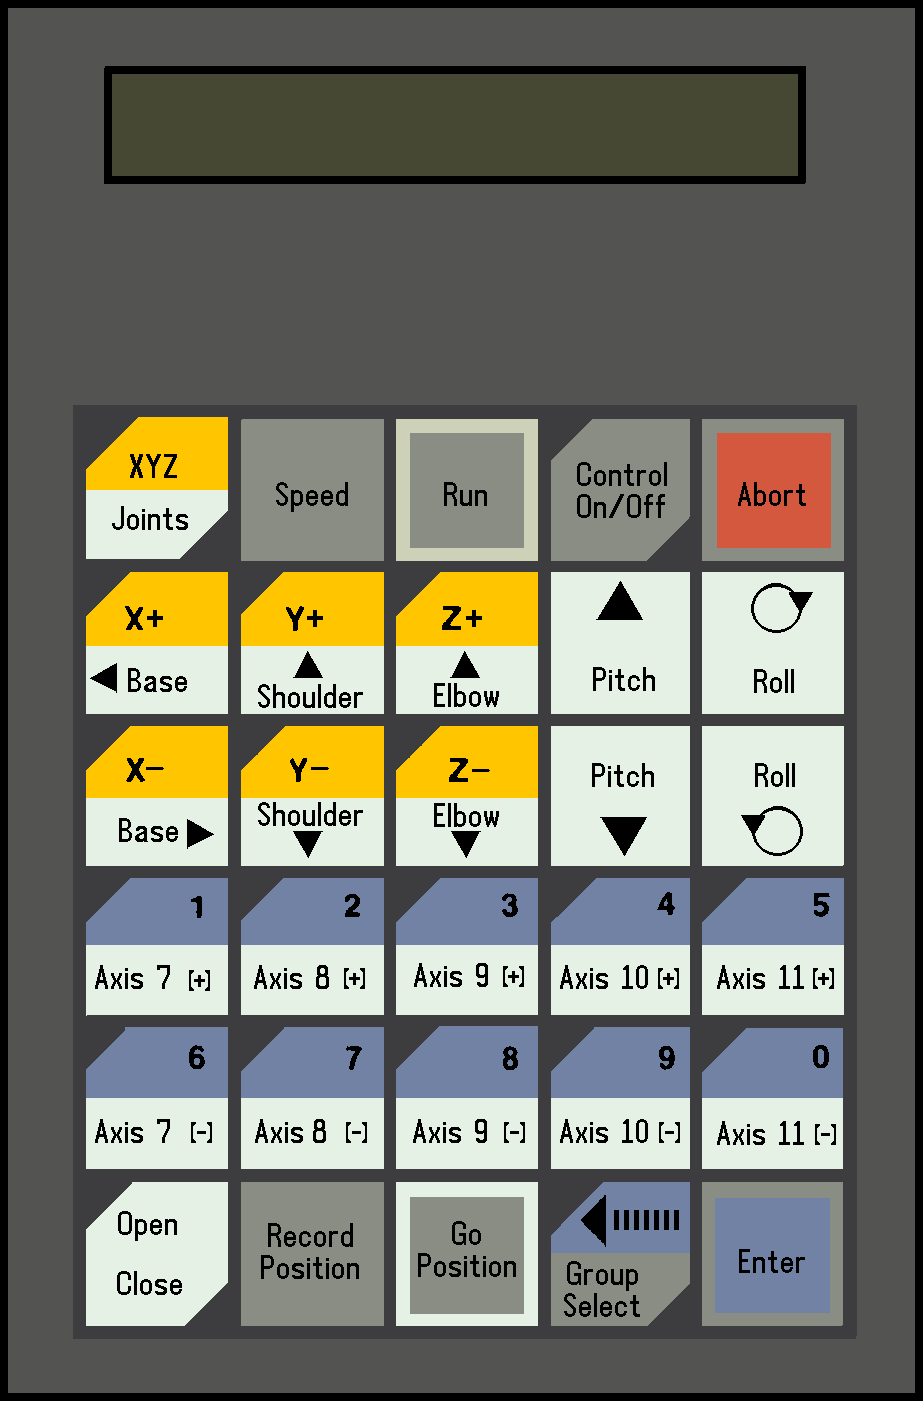 XYZ
Joints
Speed
Run
Control
On/Off
Abort
X+
Base
Y+
Shoulder
Z+
Elbow
Pitch
Roll
X-
Base
Y-
Shoulder
Z-
Elbow
Pitch
Roll
1
Axis 7 [+]
2
Axis 8 [+]
3
Axis 9 [+]
4
Axis 10 [+]
5
Axis 11 [+]
6
Axis 7 [-]
7
Axis 8 [-]
8
Axis 9 [-]
9
Axis 10 [-]
0
Axis 11 [-]
Open
Close
Record
Position
Go
Position
Group
Select
Enter